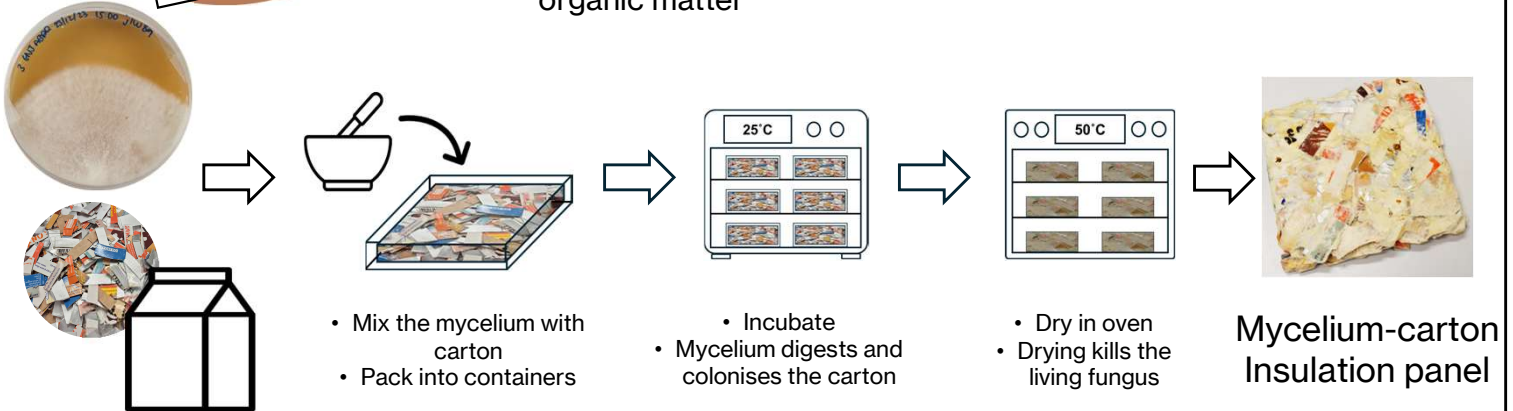 organic matter
25°C
50°C
• Mix the mycelium with
carton
• Pack into containers
• Incubate
• Mycelium digests and
colonises the carton
• Dry in oven
• Drying kills the
living fungus
Mycelium-carton
Insulation panel